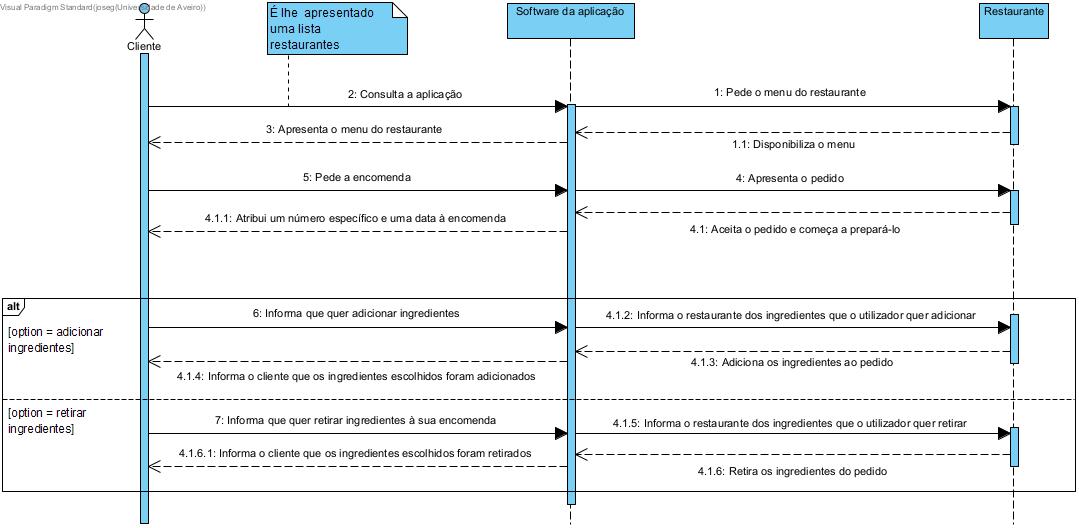 Visual Paradigm Standard(joseg(Universidade de Aveiro))
É lhe apresentado
uma lista
restaurantes
Software da aplicação
Restaurante
Cliente
2: Consulta a aplicação
1: Pede o menu do restaurante
3: Apresenta o menu do restaurante
1.1: Disponibiliza o menu
5: Pede a encomenda
4: Apresenta o pedido
4.1.1: Atribui um número específico e uma data à encomenda
4.1: Aceita o pedido e começa a prepará-lo
alt
[option = adicionar
ingredientes]
6: Informa que quer adicionar ingredientes
4.1.2: Informa o restaurante dos ingredientes que o utilizador quer adicionar
4.1.3: Adiciona os ingredientes ao pedido
4.1.4: Informa o cliente que os ingredientes escolhidos foram adicionados
[option = retirar
ingredientes]
7: Informa que quer retirar ingredientes à sua encomenda
4.1.5: Informa o restaurante dos ingredientes que o utilizador quer retirar
4.1.6.1: Informa o cliente que os ingredientes escolhidos foram retirados
4.1.6: Retira os ingredientes do pedido